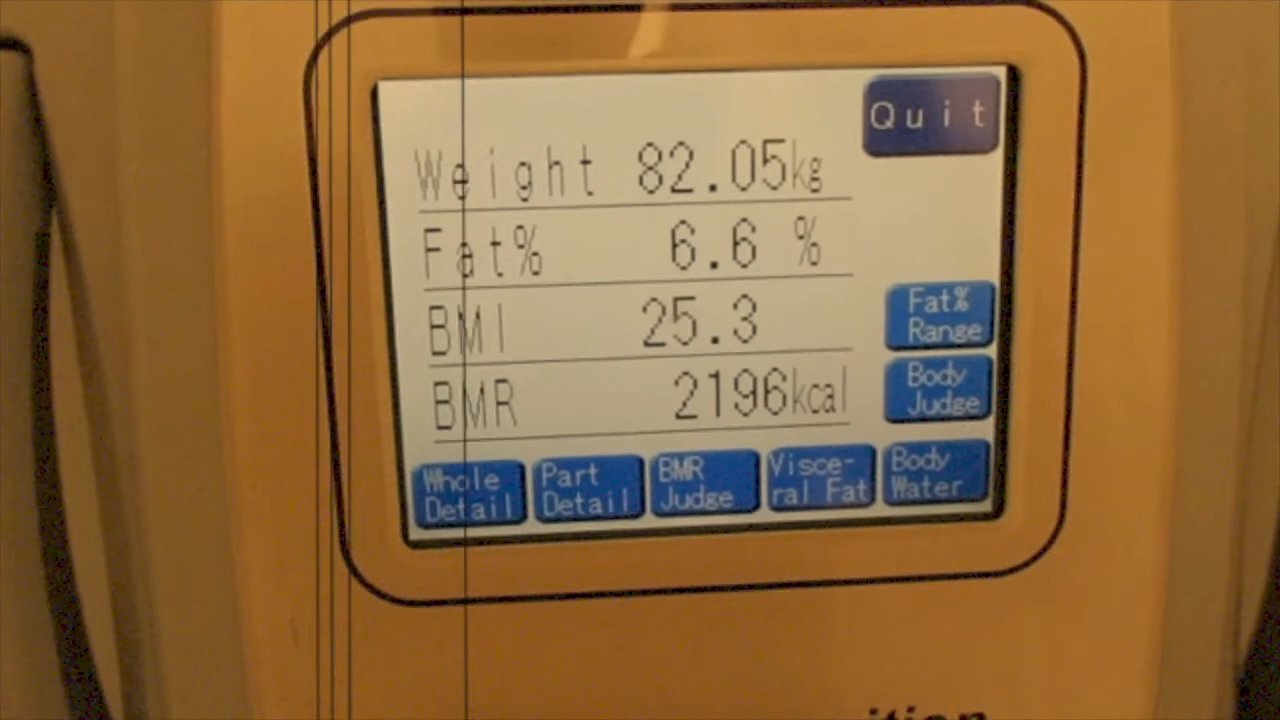 Quit
Weight 82.05kg
Fat% 6.6 %
BMI 25.3
BMR 2196kcal
Fat% Range
Body Judge
Whole Detail
Part Detail
BMR Judge
Visce-ral Fat
Body Water